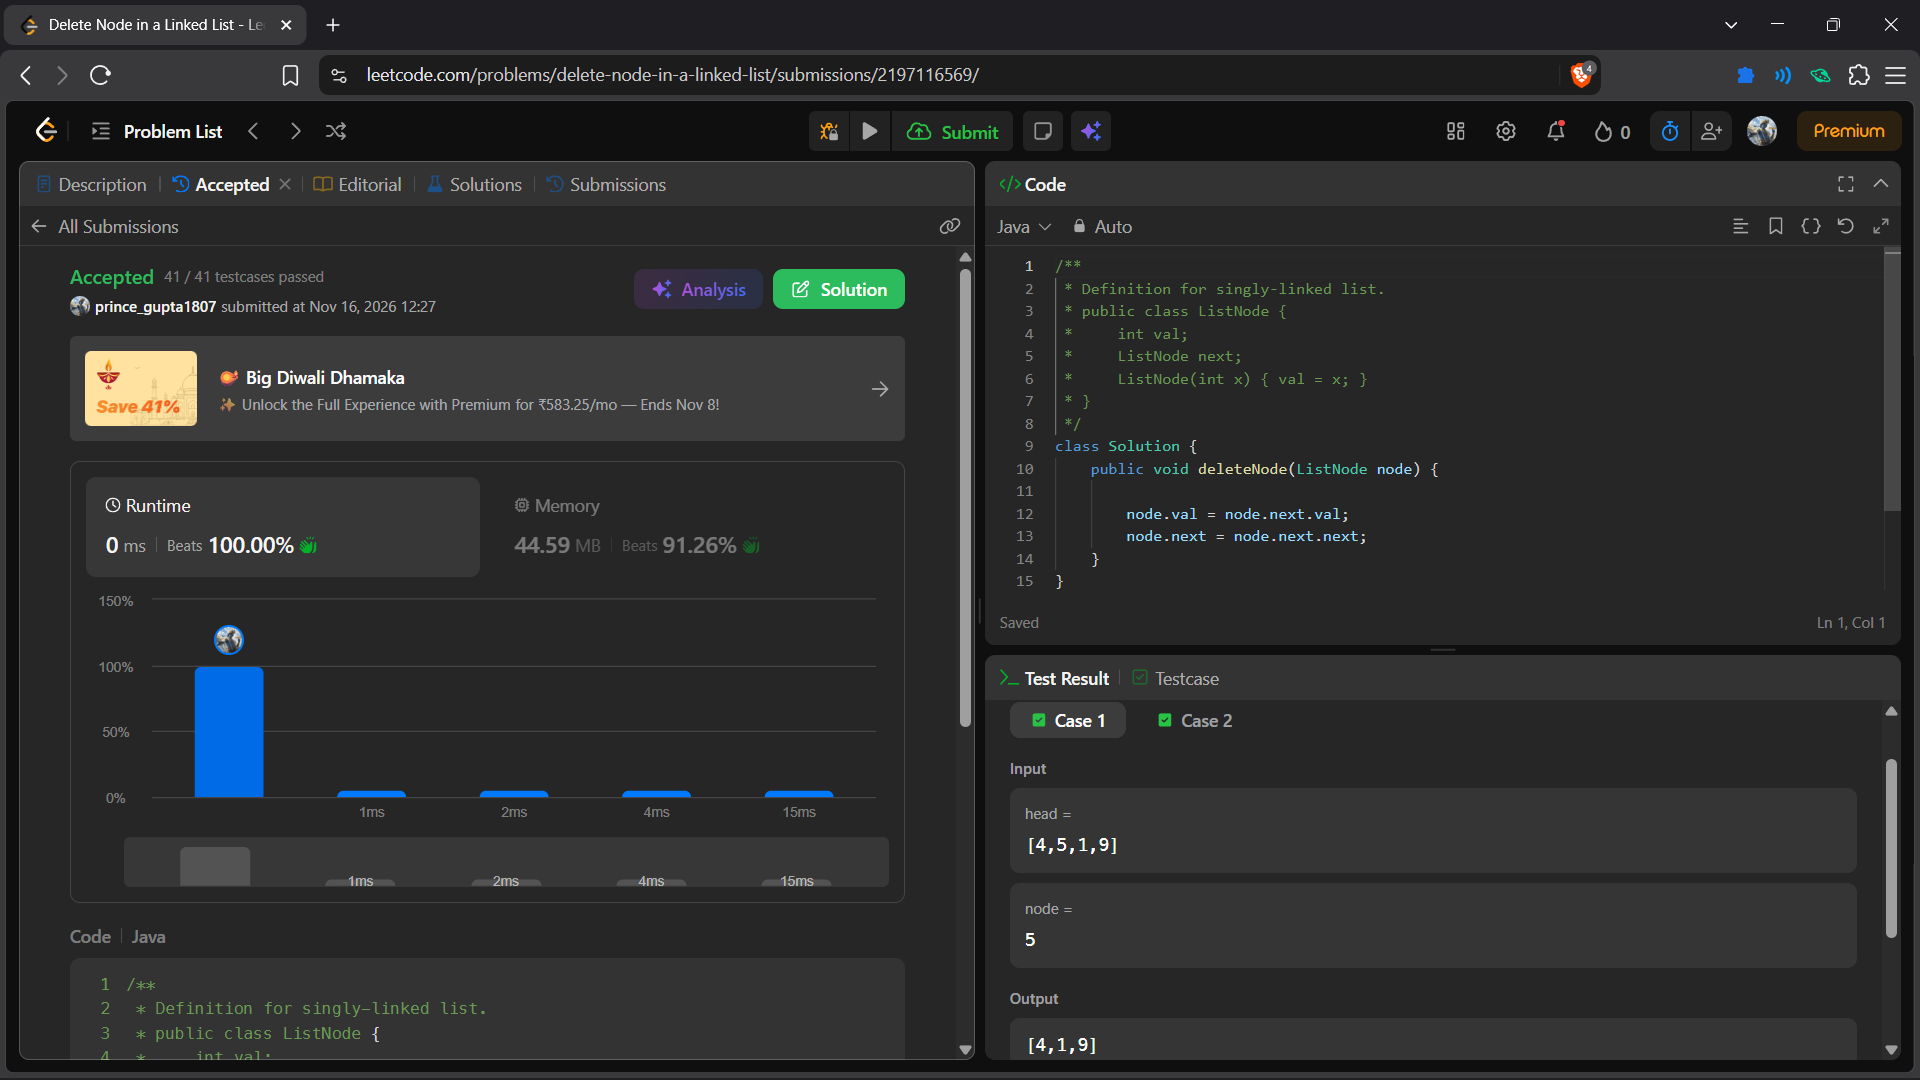 Delete Node in a Linked List - Le
leetcode.com/problems/delete-node-in-a-linked-list/submissions/2197116569/
4
Problem List
Submit
0
Premium
Description
Accepted
Editorial
Solutions
Submissions
All Submissions
Accepted 41 / 41 testcases passed
prince_gupta1807 submitted at Nov 16, 2026 12:27
Analysis
Solution
Save 41%
Big Diwali Dhamaka
Unlock the Full Experience with Premium for ₹583.25/mo — Ends Nov 8!
Runtime
0 ms Beats 100.00%
Memory
44.59 MB Beats 91.26%
150%
100%
50%
0%
1ms 2ms 4ms 15ms
1ms 2ms 4ms 15ms
Code Java
1 /**
2 * Definition for singly-linked list.
3 * public class ListNode {
4 * int val;
</> Code
Java Auto
1 /**
2 * Definition for singly-linked list.
3 * public class ListNode {
4 * int val;
5 * ListNode next;
6 * ListNode(int x) { val = x; }
7 * }
8 */
9 class Solution {
10 public void deleteNode(ListNode node) {
11
12 node.val = node.next.val;
13 node.next = node.next.next;
14 }
15 }
Saved
Ln 1, Col 1
Test Result
Testcase
Case 1
Case 2
Input
head =
[4,5,1,9]
node =
5
Output
[4,1,9]